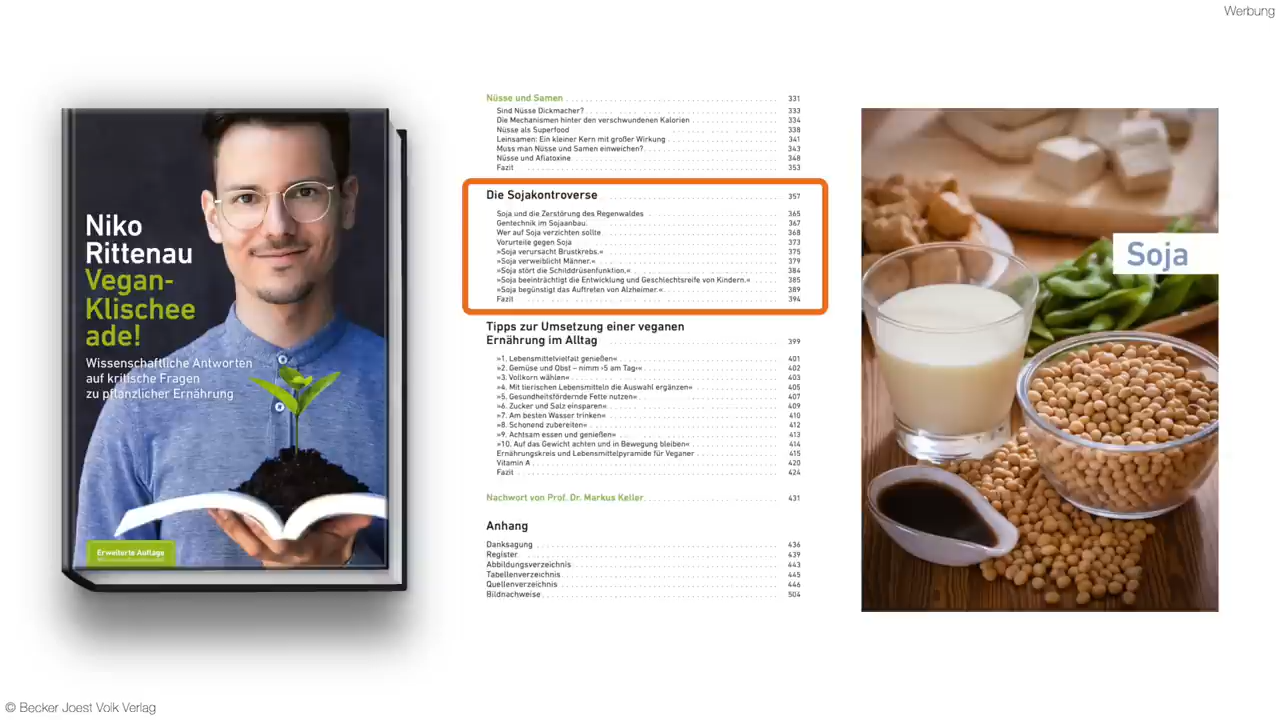 Werbung
Niko
Rittenau
Vegan-
Klischee
ade!
Wissenschaftliche Antworten
auf kritische Fragen
zu pflanzlicher Ernährung
Erweiterte Auflage
Nüsse und Samen 331
Sind Nüsse Dickmacher? 333
Die Mechanismen hinter den verschwundenen Kalorien 334
Nüsse als Superfood 338
Leinsamen: Ein kleiner Kern mit großer Wirkung 341
Muss man Nüsse und Samen einweichen? 343
Nüsse und Aflatoxine 348
Fazit 353
Die Sojakontroverse 357
Soja und die Zerstörung des Regenwaldes 365
Gentechnik im Sojaanbau 367
Wer auf Soja verzichten sollte 368
Vorurteile gegen Soja 373
»Soja verursacht Brustkrebs.« 375
»Soja verweiblicht Männer.« 379
»Soja stört die Schilddrüsenfunktion.« 384
»Soja beeinträchtigt die Entwicklung und Geschlechtsreife von Kindern.« 385
»Soja begünstigt das Auftreten von Alzheimer.« 389
Fazit 394
Tipps zur Umsetzung einer veganen
Ernährung im Alltag 399
»1. Lebensmittelvielfalt genießen« 401
»2. Gemüse und Obst – nimm ›5 am Tag‹« 402
»3. Vollkorn wählen« 403
»4. Mit tierischen Lebensmitteln die Auswahl ergänzen« 405
»5. Gesundheitsfördernde Fette nutzen« 407
»6. Zucker und Salz einsparen« 409
»7. Am besten Wasser trinken« 410
»8. Schonend zubereiten« 412
»9. Achtsam essen und genießen« 413
»10. Auf das Gewicht achten und in Bewegung bleiben« 414
Ernährungskreis und Lebensmittelpyramide für Veganer 415
Vitamin A 420
Fazit 424
Nachwort von Prof. Dr. Markus Keller 431
Anhang
Danksagung 436
Register 439
Abbildungsverzeichnis 443
Tabellenverzeichnis 445
Quellenverzeichnis 446
Bildnachweise 504
Soja
© Becker Joest Volk Verlag